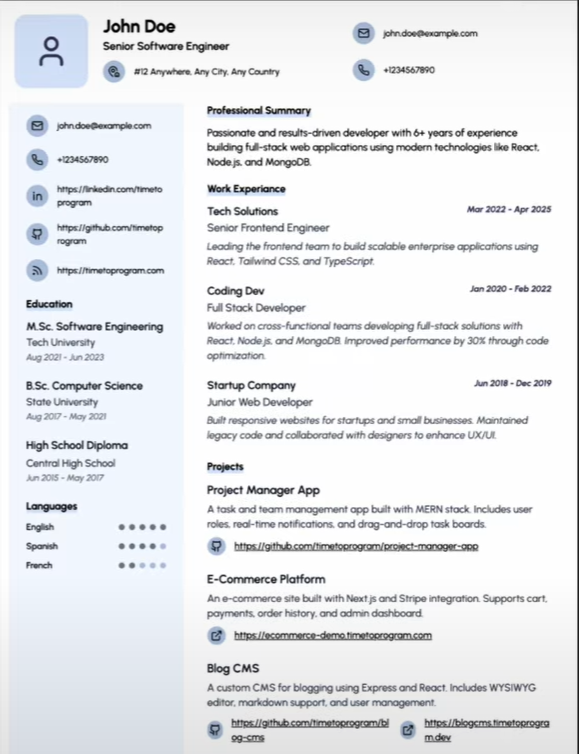 John Doe
Senior Software Engineer
#12 Anywhere, Any City, Any Country
john.doe@example.com
+1234567890
john.doe@example.com
+1234567890
https://linkedin.com/timeto
program
https://github.com/timetop
rogram
https://timetoprogram.com
Education
M.Sc. Software Engineering
Tech University
Aug 2021 - Jun 2023
B.Sc. Computer Science
State University
Aug 2017 - May 2021
High School Diploma
Central High School
Jun 2015 - May 2017
Languages
English
Spanish
French
Professional Summary
Passionate and results-driven developer with 6+ years of experience
building full-stack web applications using modern technologies like React,
Node.js, and MongoDB.
Work Experiance
Tech Solutions
Mar 2022 - Apr 2025
Senior Frontend Engineer
Leading the frontend team to build scalable enterprise applications using
React, Tailwind CSS, and TypeScript.
Coding Dev
Jan 2020 - Feb 2022
Full Stack Developer
Worked on cross-functional teams developing full-stack solutions with
React, Node.js, and MongoDB. Improved performance by 30% through code
optimization.
Startup Company
Jun 2018 - Dec 2019
Junior Web Developer
Built responsive websites for startups and small businesses. Maintained
legacy code and collaborated with designers to enhance UX/UI.
Projects
Project Manager App
A task and team management app built with MERN stack. Includes user
roles, real-time notifications, and drag-and-drop task boards.
https://github.com/timetoprogram/project-manager-app
E-Commerce Platform
An e-commerce site built with Next.js and Stripe integration. Supports cart,
payments, order history, and admin dashboard.
https://ecommerce-demo.timetoprogram.com
Blog CMS
A custom CMS for blogging using Express and React. Includes WYSIWYG
editor, markdown support, and user management.
https://github.com/timetoprogram/bl
og-cms
https://blogcms.timetoprogra
m.dev